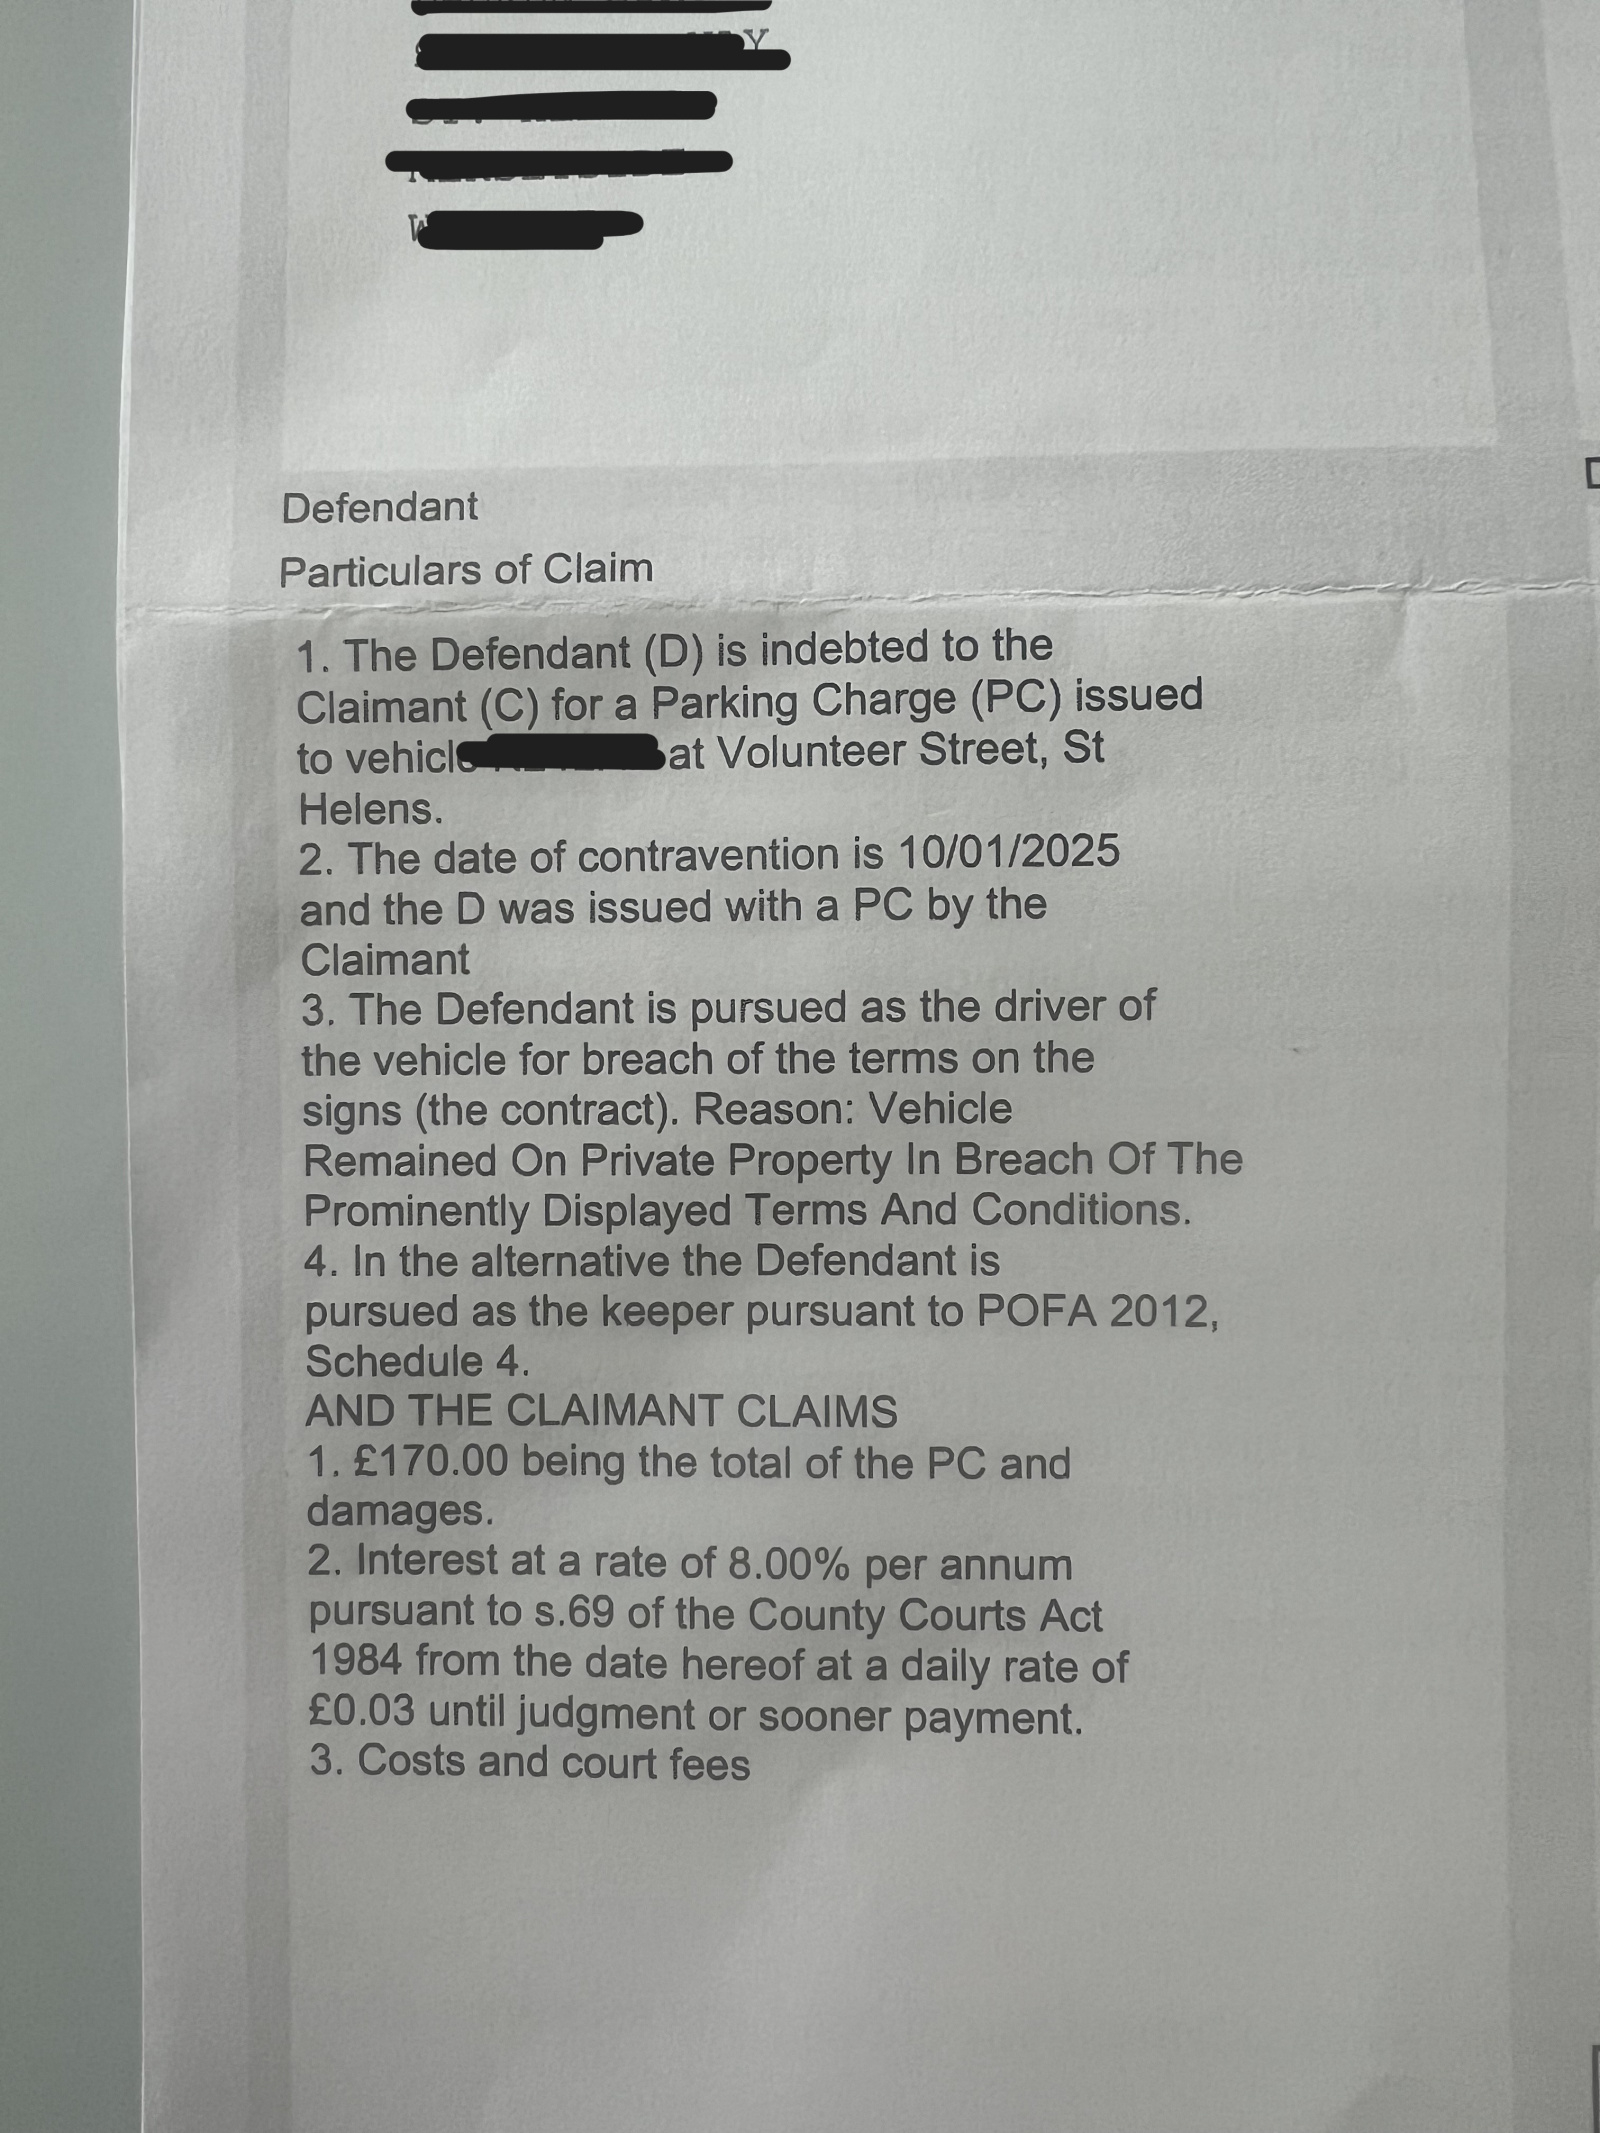 Defendant
Particulars of Claim
1. The Defendant (D) is indebted to the
Claimant (C) for a Parking Charge (PC) issued
to vehicle at Volunteer Street, St
Helens.
2. The date of contravention is 10/01/2025
and the D was issued with a PC by the
Claimant
3. The Defendant is pursued as the driver of
the vehicle for breach of the terms on the
signs (the contract). Reason: Vehicle
Remained On Private Property In Breach Of The
Prominently Displayed Terms And Conditions.
4. In the alternative the Defendant is
pursued as the keeper pursuant to POFA 2012,
Schedule 4.
AND THE CLAIMANT CLAIMS
1. £170.00 being the total of the PC and
damages.
2. Interest at a rate of 8.00% per annum
pursuant to s.69 of the County Courts Act
1984 from the date hereof at a daily rate of
£0.03 until judgment or sooner payment.
3. Costs and court fees